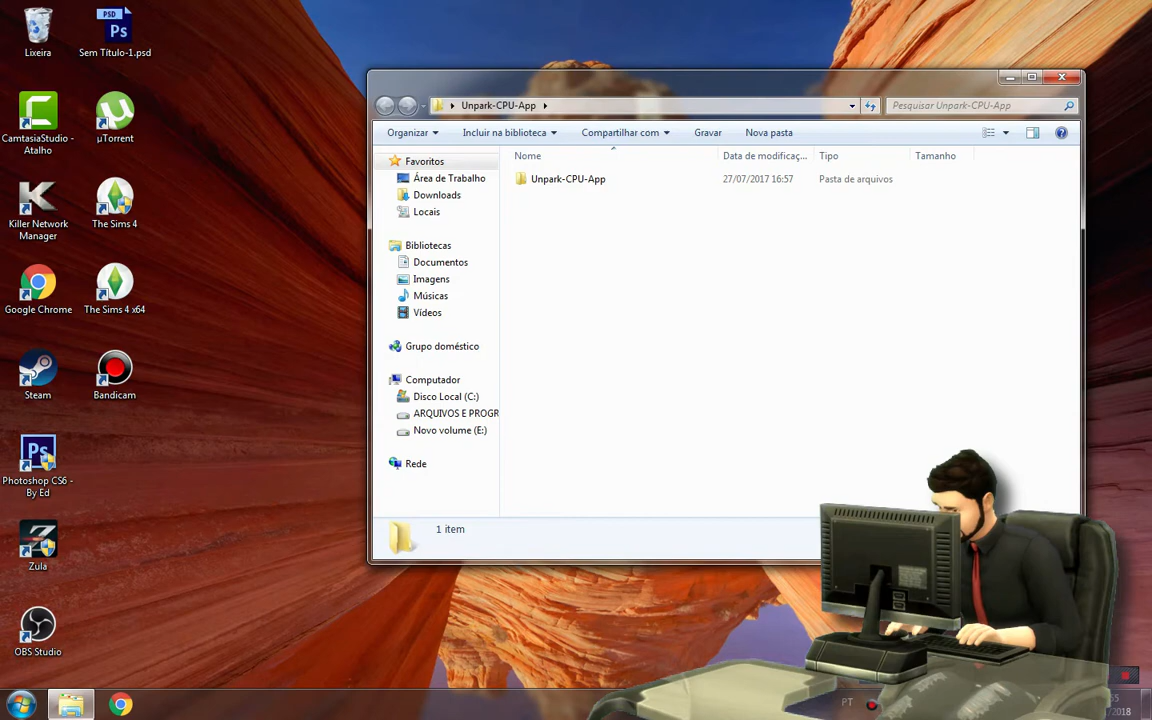 Lixeira
PSD
Ps
Sem Título-1.psd
CamtasiaStudio -
Atalho
µTorrent
Killer Network
Manager
The Sims 4
Google Chrome
The Sims 4 x64
Steam
Bandicam
Ps
Photoshop CS6 -
By Ed
Zula
OBS Studio
Unpark-CPU-App
Pesquisar Unpark-CPU-App
Organizar
Incluir na biblioteca
Compartilhar com
Gravar
Nova pasta
Nome
Data de modificaç...
Tipo
Tamanho
Unpark-CPU-App
27/07/2017 16:57
Pasta de arquivos
Favoritos
Área de Trabalho
Downloads
Locais
Bibliotecas
Documentos
Imagens
Músicas
Vídeos
Grupo doméstico
Computador
Disco Local (C:)
ARQUIVOS E PROGR
Novo volume (E:)
Rede
1 item
PT